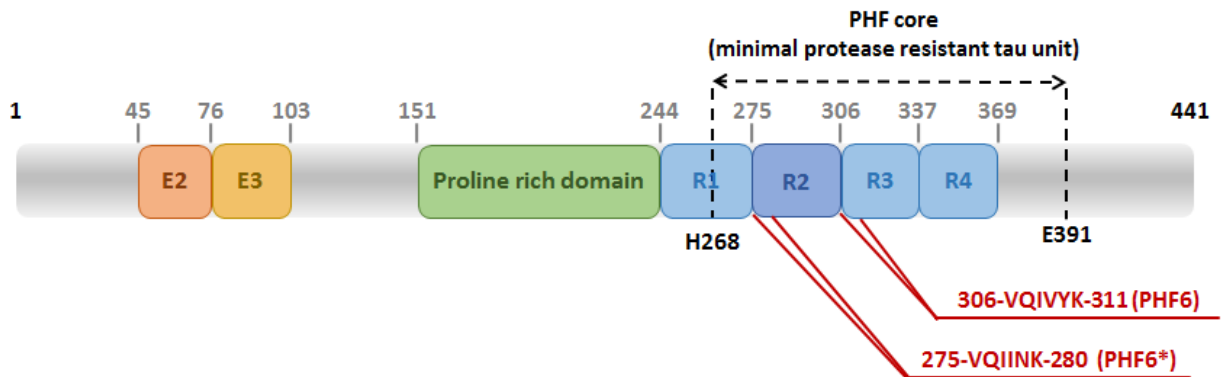 PHF core
(minimal protease resistant tau unit)
1 45 76 103 151 244 275 306 337 369 441
E2 E3 Proline rich domain R1 R2 R3 R4
H268 E391
306-VQIVYK-311 (PHF6)
275-VQIINK-280 (PHF6*)